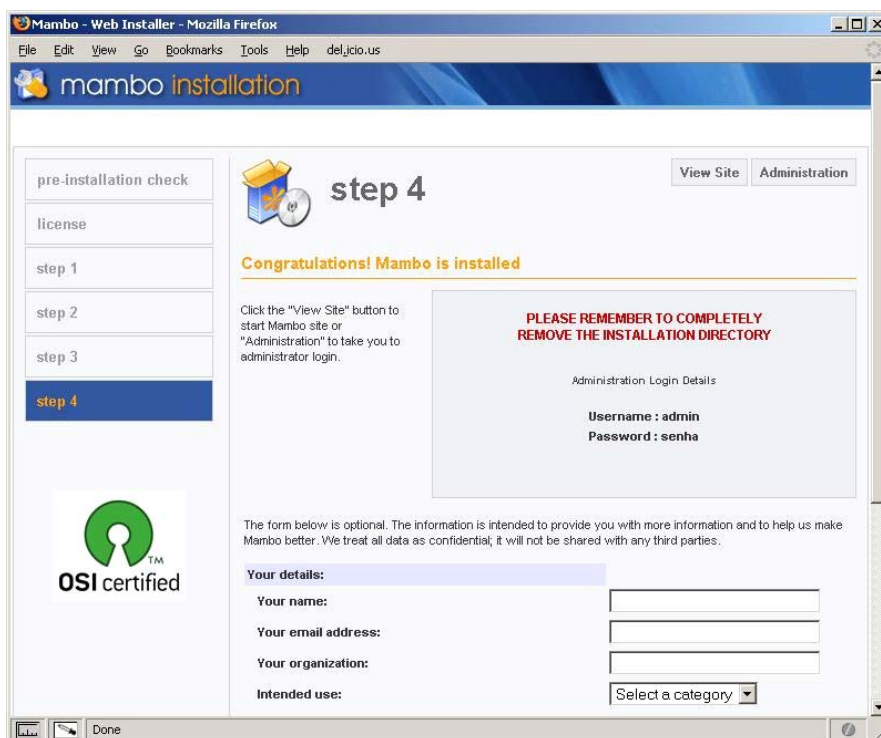 Mambo - Web Installer - Mozilla Firefox
File Edit View Go Bookmarks Tools Help del.icio.us
mambo installation
pre-installation check
license
step 1
step 2
step 3
step 4
OSI certified
TM
step 4
View Site Administration
Congratulations! Mambo is installed
Click the "View Site" button to
start Mambo site or
"Administration" to take you to
administrator login.
PLEASE REMEMBER TO COMPLETELY
REMOVE THE INSTALLATION DIRECTORY
Administration Login Details
Username : admin
Password : senha
The form below is optional. The information is intended to provide you with more information and to help us make
Mambo better. We treat all data as confidential; it will not be shared with any third parties.
Your details:
Your name:
Your email address:
Your organization:
Intended use: Select a category
Done